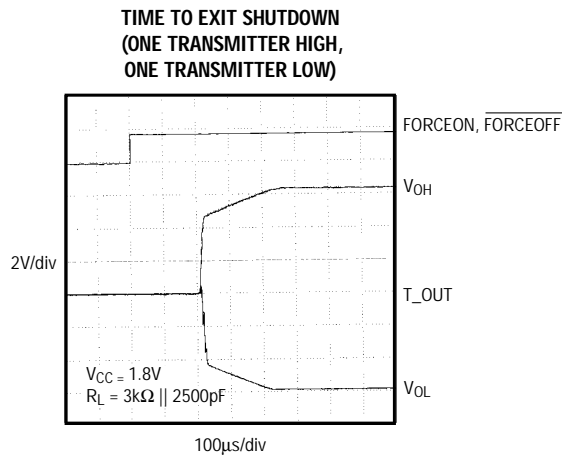 TIME TO EXIT SHUTDOWN
(ONE TRANSMITTER HIGH,
ONE TRANSMITTER LOW)
FORCEON, FORCEOFF
VOH
2V/div
T_OUT
VCC = 1.8V
RL = 3kΩ || 2500pF
VOL
100μs/div